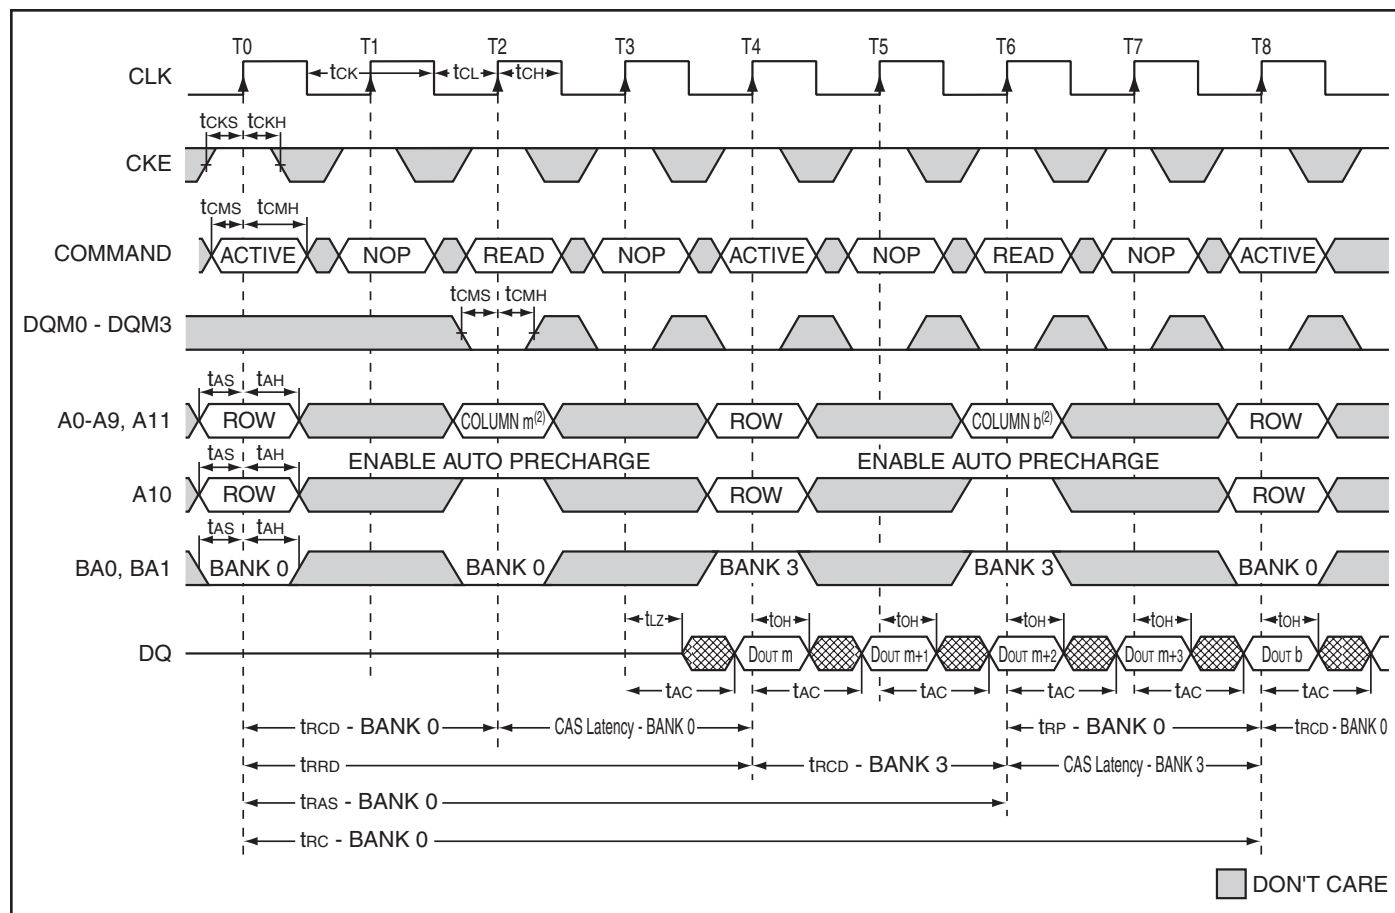 T0 T1 T2 T3 T4 T5 T6 T7 T8
CLK tCK tCL tCH
tCKS tCKH
CKE
tCMS tCMH
COMMAND ACTIVE NOP READ NOP ACTIVE NOP READ NOP ACTIVE
tCMS tCMH
DQM0 - DQM3
tAS tAH
A0-A9, A11 ROW COLUMN m(2) ROW COLUMN b(2) ROW
tAS tAH ENABLE AUTO PRECHARGE ENABLE AUTO PRECHARGE
A10 ROW ROW ROW
tAS tAH
BA0, BA1 BANK 0 BANK 0 BANK 3 BANK 3 BANK 0
tLZ tOH tOH tOH tOH tOH
DQ DOUT m DOUT m+1 DOUT m+2 DOUT m+3 DOUT b
tAC tAC tAC tAC tAC tAC
tRCD - BANK 0 CAS Latency - BANK 0 tRP - BANK 0 tRCD - BANK 0
tRRD tRCD - BANK 3 CAS Latency - BANK 3
tRAS - BANK 0
tRC - BANK 0
DON'T CARE